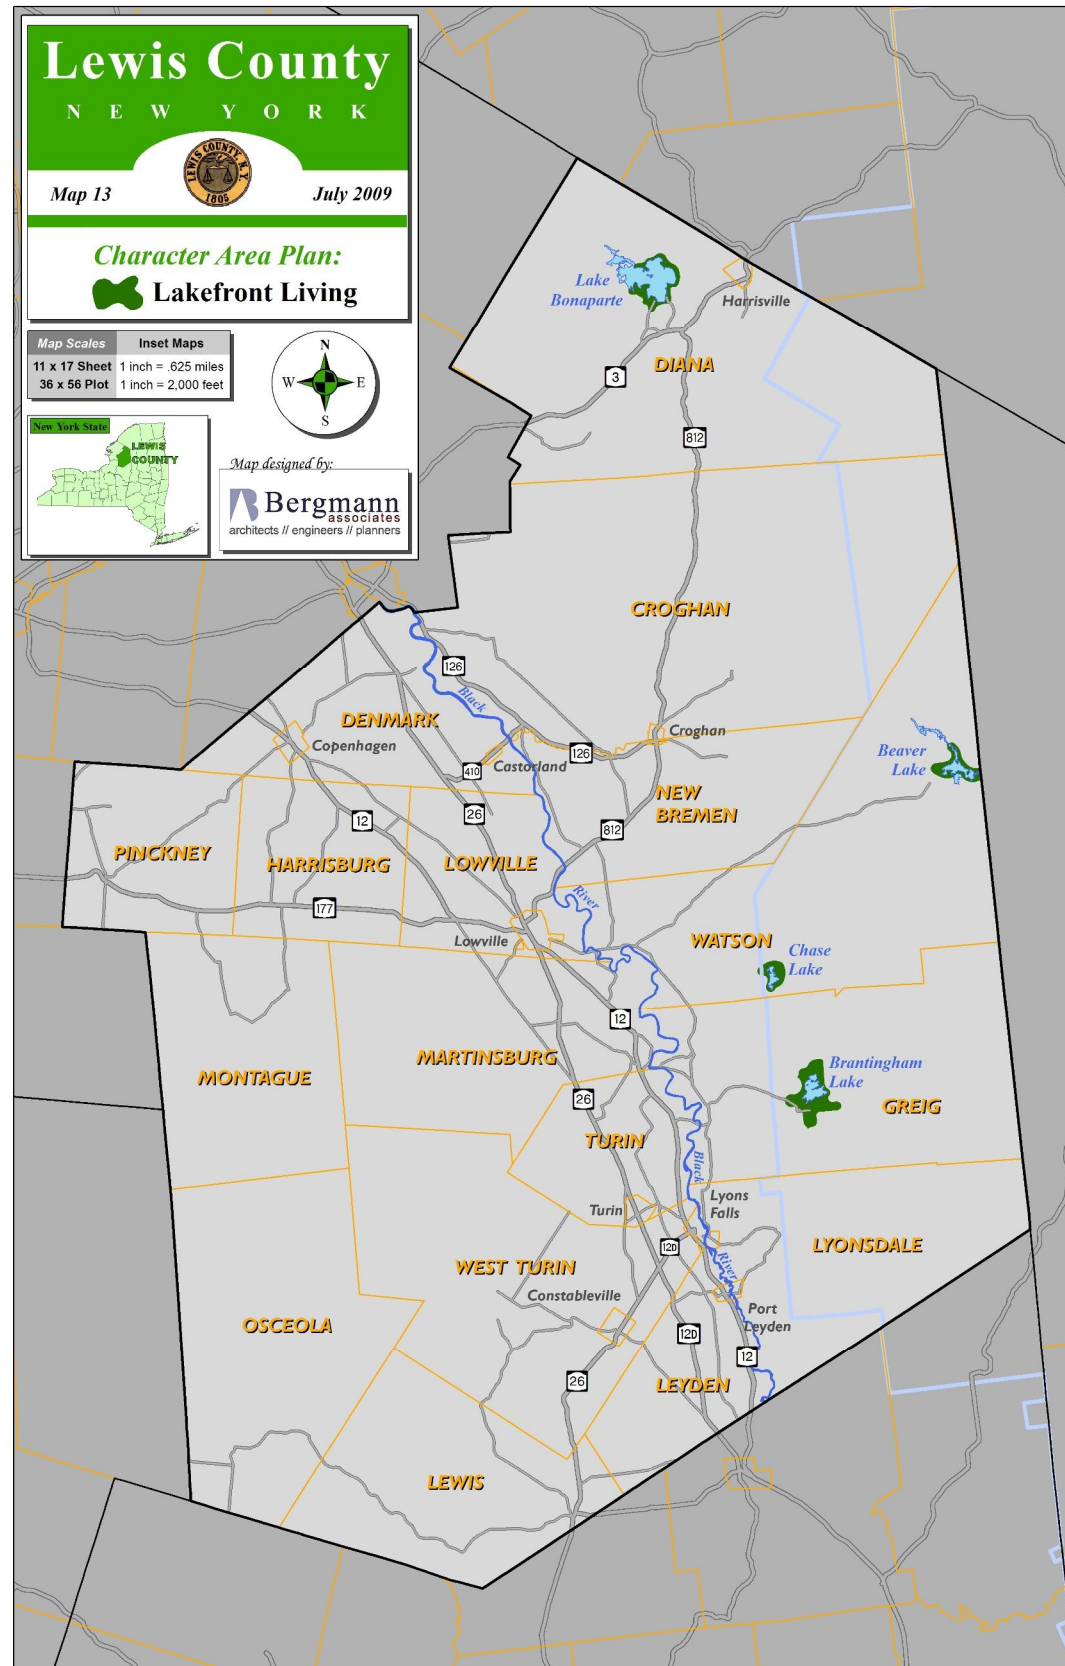 Lewis County
NEW YORK
LEWIS COUNTY, N.Y.
1805
Map 13
July 2009
Character Area Plan:
Lakefront Living
Map Scales
Inset Maps
11 x 17 Sheet
1 inch = .625 miles
36 x 56 Plot
1 inch = 2,000 feet
N
W
E
S
New York State
LEWIS
COUNTY
Map designed by:
Bergmann
associates
architects // engineers // planners
Lake
Bonaparte
Harrisville
DIANA
3
812
CROGHAN
126
Black
DENMARK
Copenhagen
Croghan
126
Castorland
410
Beaver
Lake
NEW
BREMEN
26
12
812
PINCKNEY
HARRISBURG
LOWVILLE
River
177
Lowville
WATSON
Chase
Lake
12
MARTINSBURG
MONTAGUE
Brantingham
Lake
26
GREIG
TURIN
Black
Turin
Lyons
Falls
12D
LYONSDALE
WEST TURIN
River
Constableville
Port
Leyden
OSCEOLA
12D
12
26
LEYDEN
LEWIS